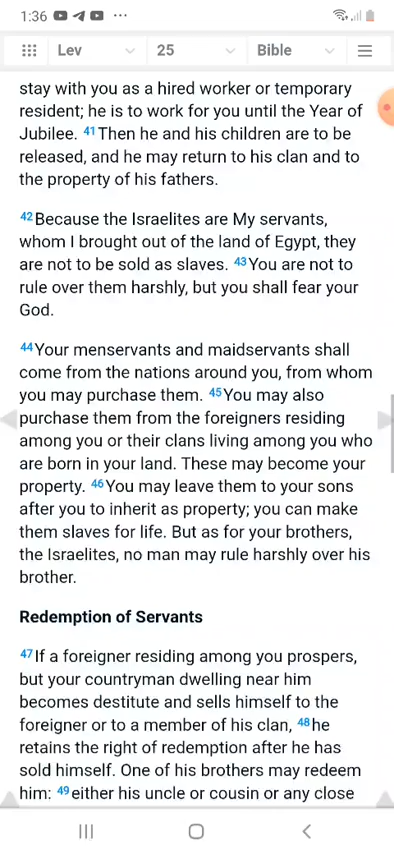 1:36
Lev 25 Bible
stay with you as a hired worker or temporary
resident; he is to work for you until the Year of
Jubilee. 41 Then he and his children are to be
released, and he may return to his clan and to
the property of his fathers.
42 Because the Israelites are My servants,
whom I brought out of the land of Egypt, they
are not to be sold as slaves. 43 You are not to
rule over them harshly, but you shall fear your
God.
44 Your menservants and maidservants shall
come from the nations around you, from whom
you may purchase them. 45 You may also
purchase them from the foreigners residing
among you or their clans living among you who
are born in your land. These may become your
property. 46 You may leave them to your sons
after you to inherit as property; you can make
them slaves for life. But as for your brothers,
the Israelites, no man may rule harshly over his
brother.
Redemption of Servants
47 If a foreigner residing among you prospers,
but your countryman dwelling near him
becomes destitute and sells himself to the
foreigner or to a member of his clan, 48 he
retains the right of redemption after he has
sold himself. One of his brothers may redeem
him: 49 either his uncle or cousin or any close